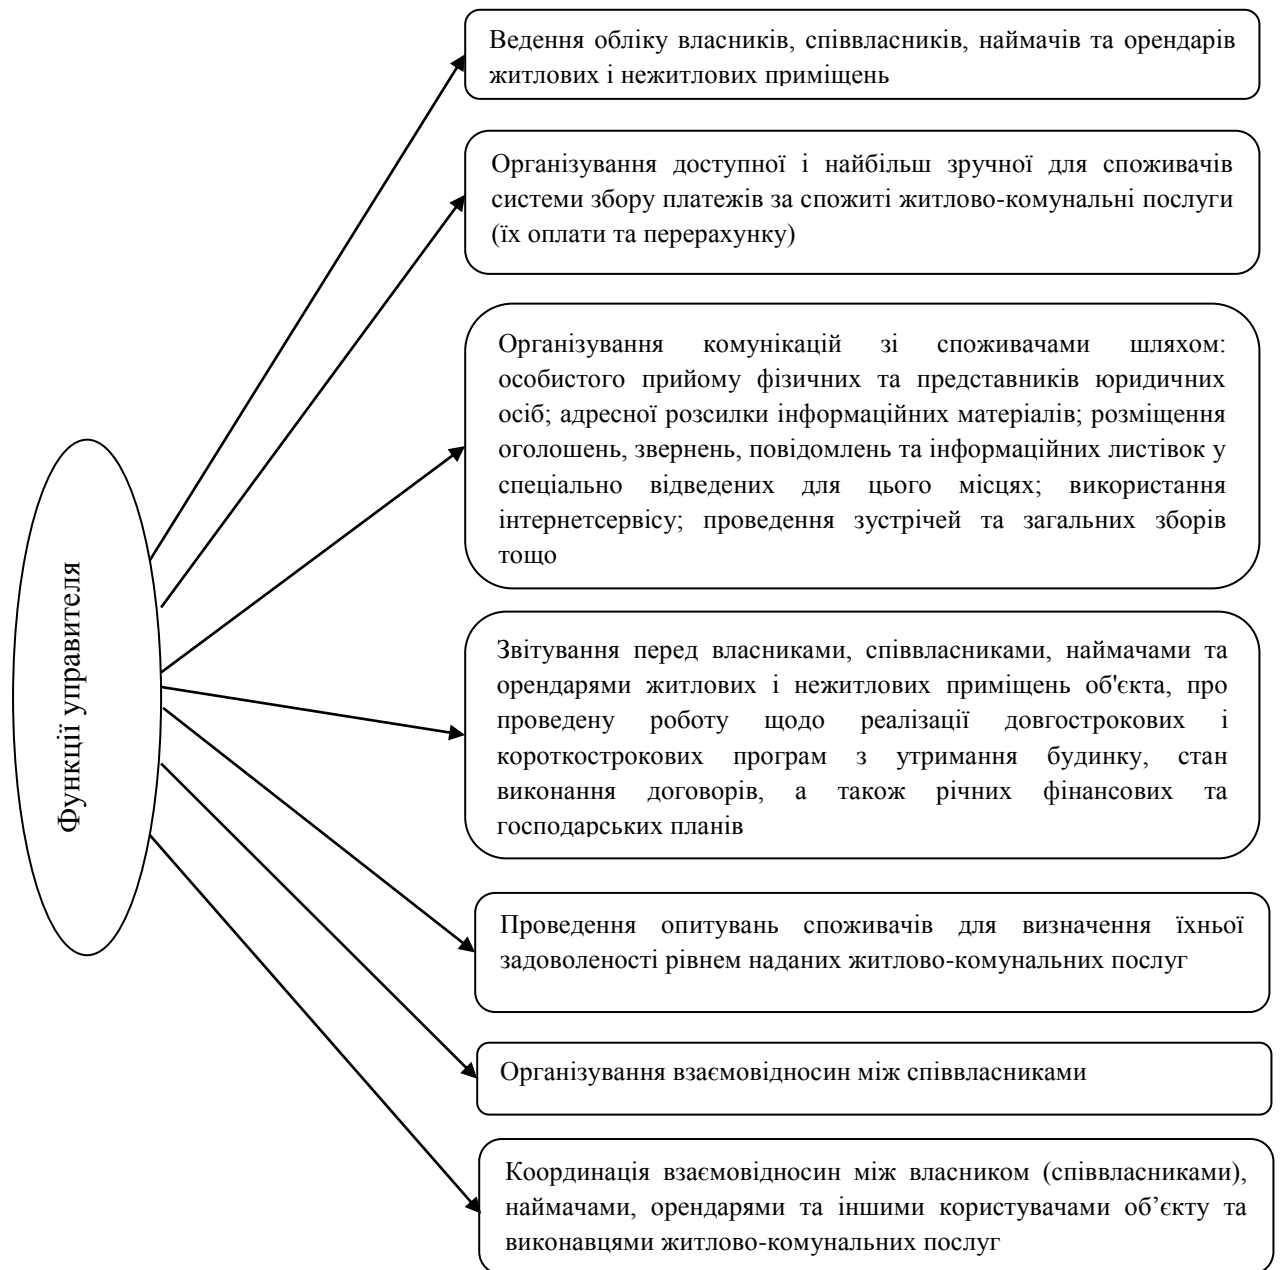 Функції управителя
Ведення обліку власників, співвласників, наймачів та орендарів
житлових і нежитлових приміщень
Організування доступної і найбільш зручної для споживачів
системи збору платежів за спожиті житлово-комунальні послуги
(їх оплати та перерахунку)
Організування комунікацій зі споживачами шляхом:
особистого прийому фізичних та представників юридичних
осіб; адресної розсилки інформаційних матеріалів; розміщення
оголошень, звернень, повідомлень та інформаційних листівок у
спеціально відведених для цього місцях; використання
інтернетсервісу; проведення зустрічей та загальних зборів
тощо
Звітування перед власниками, співвласниками, наймачами та
орендарями житлових і нежитлових приміщень об'єкта, про
проведену роботу щодо реалізації довгострокових і
короткострокових програм з утримання будинку, стан
виконання договорів, а також річних фінансових та
господарських планів
Проведення опитувань споживачів для визначення їхньої
задоволеності рівнем наданих житлово-комунальних послуг
Організування взаємовідносин між співвласниками
Координація взаємовідносин між власником (співвласниками),
наймачами, орендарями та іншими користувачами об’єкту та
виконавцями житлово-комунальних послуг